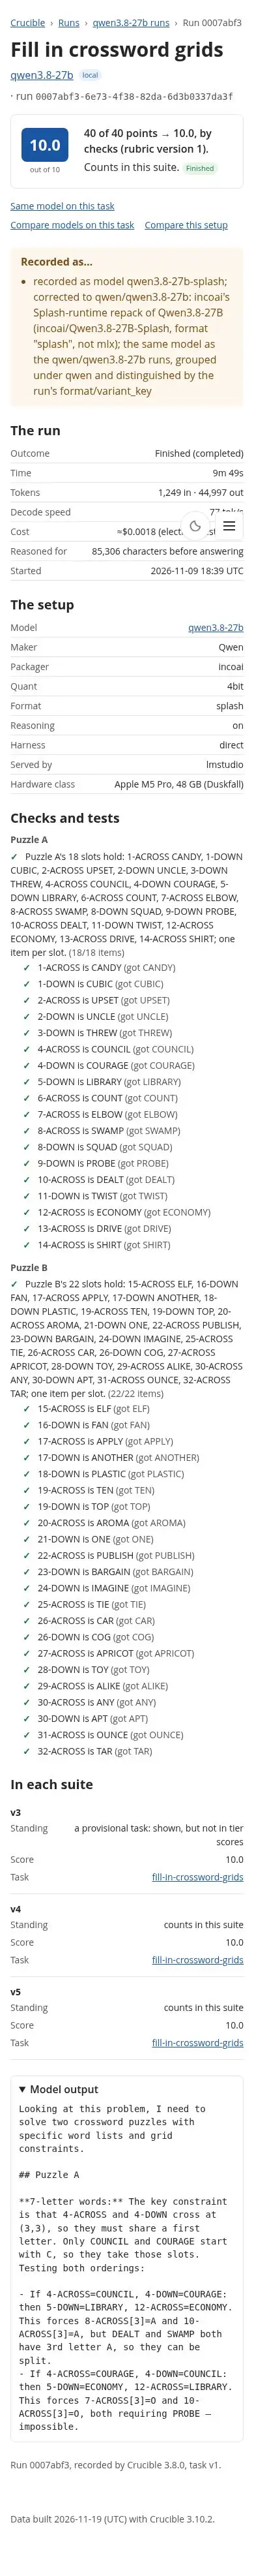 Crucible › Runs › qwen3.8-27b runs › Run 0007abf3
Fill in crossword grids
qwen3.8-27b local
· run 0007abf3-6e73-4f38-82da-6d3b0337da3f
10.0
out of 10
40 of 40 points → 10.0, by
checks (rubric version 1).
Counts in this suite. Finished
Same model on this task
Compare models on this task Compare this setup
Recorded as…
• recorded as model qwen3.8-27b-splash;
corrected to qwen/qwen3.8-27b: incoai's
Splash-runtime repack of Qwen3.8-27B
(incoai/Qwen3.8-27B-Splash, format
"splash", not mlx); the same model as
the qwen/qwen3.8-27b runs, grouped
under qwen and distinguished by the
run's format/variant_key
The run
Outcome Finished (completed)
Time 9m 49s
Tokens 1,249 in · 44,997 out
Decode speed 77 tok/s
Cost ≈$0.0018 (elect
Reasoned for 85,306 characters before answering
Started 2026-11-09 18:39 UTC
The setup
Model qwen3.8-27b
Maker Qwen
Packager incoai
Quant 4bit
Format splash
Reasoning on
Harness direct
Served by lmstudio
Hardware class Apple M5 Pro, 48 GB (Duskfall)
Checks and tests
Puzzle A
✓ Puzzle A's 18 slots hold: 1-ACROSS CANDY, 1-DOWN
CUBIC, 2-ACROSS UPSET, 2-DOWN UNCLE, 3-DOWN
THREW, 4-ACROSS COUNCIL, 4-DOWN COURAGE, 5-
DOWN LIBRARY, 6-ACROSS COUNT, 7-ACROSS ELBOW,
8-ACROSS SWAMP, 8-DOWN SQUAD, 9-DOWN PROBE,
10-ACROSS DEALT, 11-DOWN TWIST, 12-ACROSS
ECONOMY, 13-ACROSS DRIVE, 14-ACROSS SHIRT; one
item per slot. (18/18 items)
✓ 1-ACROSS is CANDY (got CANDY)
✓ 1-DOWN is CUBIC (got CUBIC)
✓ 2-ACROSS is UPSET (got UPSET)
✓ 2-DOWN is UNCLE (got UNCLE)
✓ 3-DOWN is THREW (got THREW)
✓ 4-ACROSS is COUNCIL (got COUNCIL)
✓ 4-DOWN is COURAGE (got COURAGE)
✓ 5-DOWN is LIBRARY (got LIBRARY)
✓ 6-ACROSS is COUNT (got COUNT)
✓ 7-ACROSS is ELBOW (got ELBOW)
✓ 8-ACROSS is SWAMP (got SWAMP)
✓ 8-DOWN is SQUAD (got SQUAD)
✓ 9-DOWN is PROBE (got PROBE)
✓ 10-ACROSS is DEALT (got DEALT)
✓ 11-DOWN is TWIST (got TWIST)
✓ 12-ACROSS is ECONOMY (got ECONOMY)
✓ 13-ACROSS is DRIVE (got DRIVE)
✓ 14-ACROSS is SHIRT (got SHIRT)
Puzzle B
✓ Puzzle B's 22 slots hold: 15-ACROSS ELF, 16-DOWN
FAN, 17-ACROSS APPLY, 17-DOWN ANOTHER, 18-
DOWN PLASTIC, 19-ACROSS TEN, 19-DOWN TOP, 20-
ACROSS AROMA, 21-DOWN ONE, 22-ACROSS PUBLISH,
23-DOWN BARGAIN, 24-DOWN IMAGINE, 25-ACROSS
TIE, 26-ACROSS CAR, 26-DOWN COG, 27-ACROSS
APRICOT, 28-DOWN TOY, 29-ACROSS ALIKE, 30-ACROSS
ANY, 30-DOWN APT, 31-ACROSS OUNCE, 32-ACROSS
TAR; one item per slot. (22/22 items)
✓ 15-ACROSS is ELF (got ELF)
✓ 16-DOWN is FAN (got FAN)
✓ 17-ACROSS is APPLY (got APPLY)
✓ 17-DOWN is ANOTHER (got ANOTHER)
✓ 18-DOWN is PLASTIC (got PLASTIC)
✓ 19-ACROSS is TEN (got TEN)
✓ 19-DOWN is TOP (got TOP)
✓ 20-ACROSS is AROMA (got AROMA)
✓ 21-DOWN is ONE (got ONE)
✓ 22-ACROSS is PUBLISH (got PUBLISH)
✓ 23-DOWN is BARGAIN (got BARGAIN)
✓ 24-DOWN is IMAGINE (got IMAGINE)
✓ 25-ACROSS is TIE (got TIE)
✓ 26-ACROSS is CAR (got CAR)
✓ 26-DOWN is COG (got COG)
✓ 27-ACROSS is APRICOT (got APRICOT)
✓ 28-DOWN is TOY (got TOY)
✓ 29-ACROSS is ALIKE (got ALIKE)
✓ 30-ACROSS is ANY (got ANY)
✓ 30-DOWN is APT (got APT)
✓ 31-ACROSS is OUNCE (got OUNCE)
✓ 32-ACROSS is TAR (got TAR)
In each suite
v3
Standing a provisional task: shown, but not in tier
scores
Score 10.0
Task fill-in-crossword-grids
v4
Standing counts in this suite
Score 10.0
Task fill-in-crossword-grids
v5
Standing counts in this suite
Score 10.0
Task fill-in-crossword-grids
▼ Model output
Looking at this problem, I need to
solve two crossword puzzles with
specific word lists and grid
constraints.
## Puzzle A
**7-letter words:** The key constraint
is that 4-ACROSS and 4-DOWN cross at
(3,3), so they must share a first
letter. Only COUNCIL and COURAGE start
with C, so they take those slots.
Testing both orderings:
- If 4-ACROSS=COUNCIL, 4-DOWN=COURAGE:
then 5-DOWN=LIBRARY, 12-ACROSS=ECONOMY.
This forces 8-ACROSS[3]=A and 10-
ACROSS[3]=A, but DEALT and SWAMP both
have 3rd letter A, so they can be
split.
- If 4-ACROSS=COURAGE, 4-DOWN=COUNCIL:
then 5-DOWN=ECONOMY, 12-ACROSS=LIBRARY.
This forces 7-ACROSS[3]=O and 10-
ACROSS[3]=O, both requiring PROBE —
impossible.
Run 0007abf3, recorded by Crucible 3.8.0, task v1.
Data built 2026-11-19 (UTC) with Crucible 3.10.2.